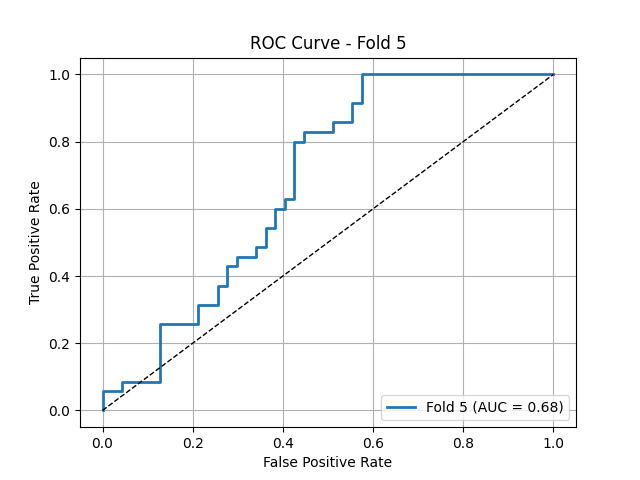 ROC Curve - Fold 5
True Positive Rate
1.0
0.8
0.6
0.4
0.2
0.0
Fold 5 (AUC = 0.68)
0.0 0.2 0.4 0.6 0.8 1.0
False Positive Rate